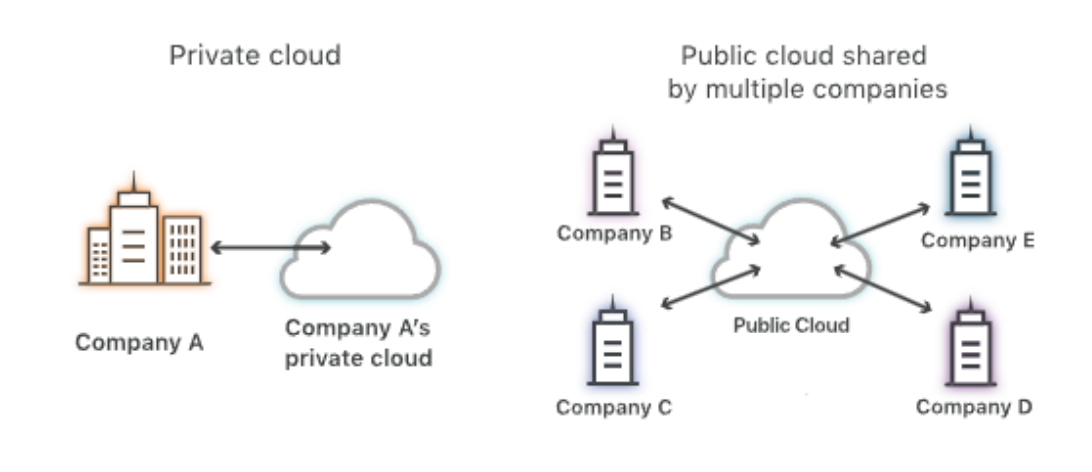 Private cloud
Company A
Company A's
private cloud
Public cloud shared
by multiple companies
Company B
Company E
Public Cloud
Company C
Company D